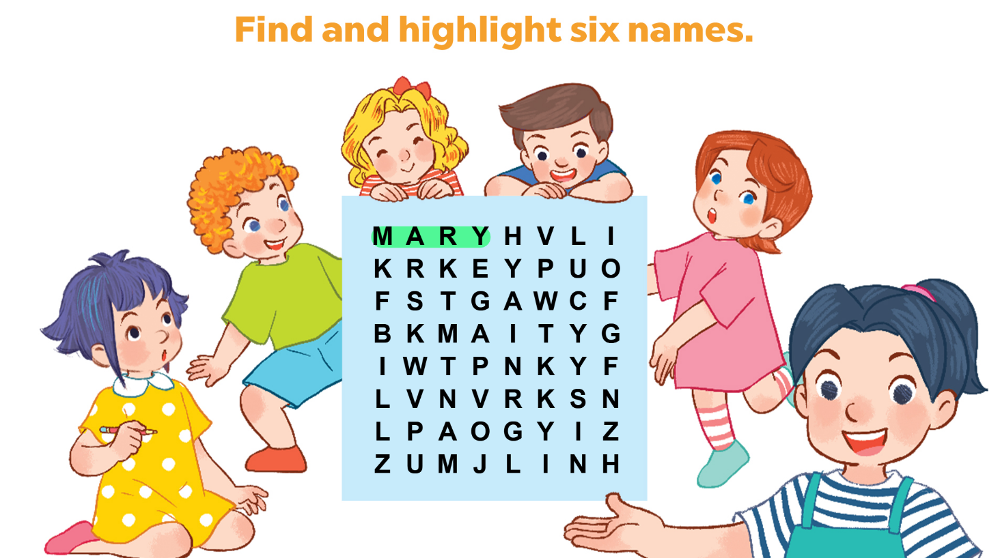 Find and highlight six names.
M A R Y H V L I
K R K E Y P U O
F S T G A W C F
B K M A I T Y G
I W T P N K Y F
L V N V R K S N
L P A O G Y I Z
Z U M J L I N H